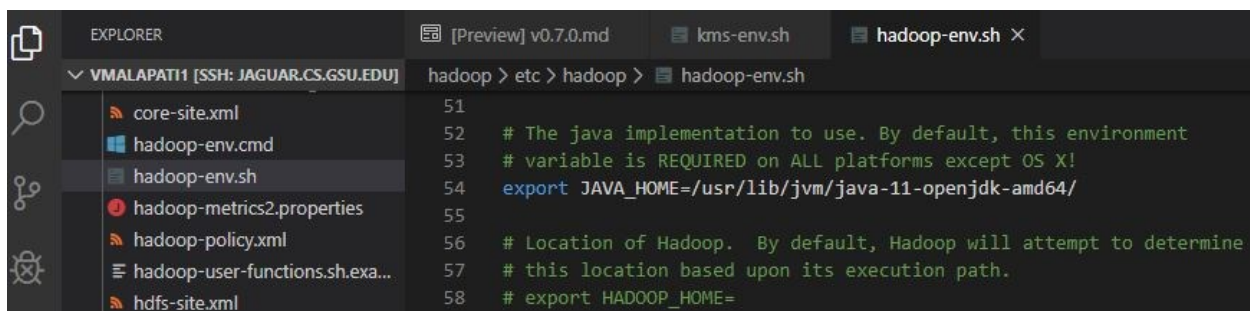 EXPLORER
VMALAPATI1 [SSH: JAGUAR.CS.GSU.EDU]
core-site.xml
hadoop-env.cmd
hadoop-env.sh
hadoop-metrics2.properties
hadoop-policy.xml
hadoop-user-functions.sh.exa...
hdfs-site.xml
[Preview] v0.7.0.md
kms-env.sh
hadoop-env.sh
hadoop > etc > hadoop > hadoop-env.sh
51
52 # The java implementation to use. By default, this environment
53 # variable is REQUIRED on ALL platforms except OS X!
54 export JAVA_HOME=/usr/lib/jvm/java-11-openjdk-amd64/
55
56 # Location of Hadoop.  By default, Hadoop will attempt to determine
57 # this location based upon its execution path.
58 # export HADOOP_HOME=